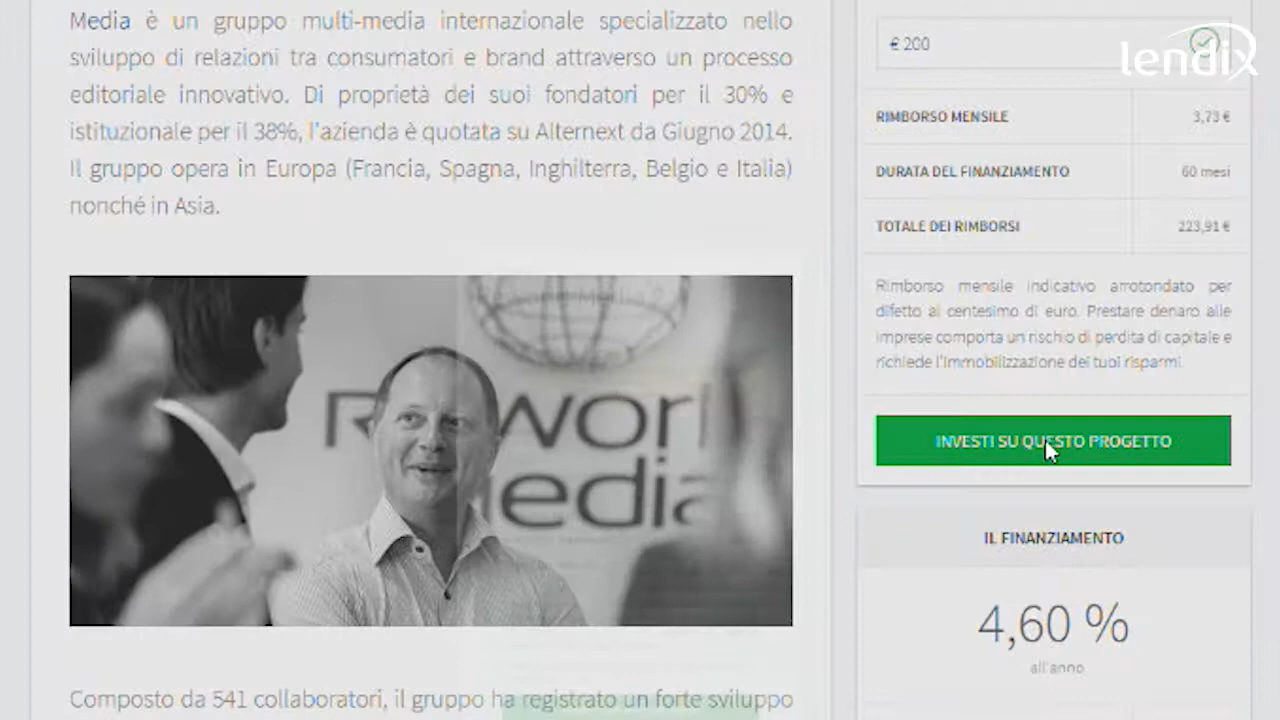 Media è un gruppo multi-media internazionale specializzato nello
sviluppo di relazioni tra consumatori e brand attraverso un processo
editoriale innovativo. Di proprietà dei suoi fondatori per il 30% e
istituzionale per il 38%, l'azienda è quotata su Alternext da Giugno 2014.
Il gruppo opera in Europa (Francia, Spagna, Inghilterra, Belgio e Italia)
nonché in Asia.
worl
edia
Composto da 541 collaboratori, il gruppo ha registrato un forte sviluppo
lendix
€ 200
RIMBORSO MENSILE 3,73 €
DURATA DEL FINANZIAMENTO 60 mesi
TOTALE DEI RIMBORSI 223,91 €
Rimborso mensile indicativo arrotondato per
difetto al centesimo di euro. Prestare denaro alle
imprese comporta un rischio di perdita di capitale e
richiede l'immobilizzazione dei tuoi risparmi.
INVESTI SU QUESTO PROGETTO
IL FINANZIAMENTO
4,60 %
all'anno